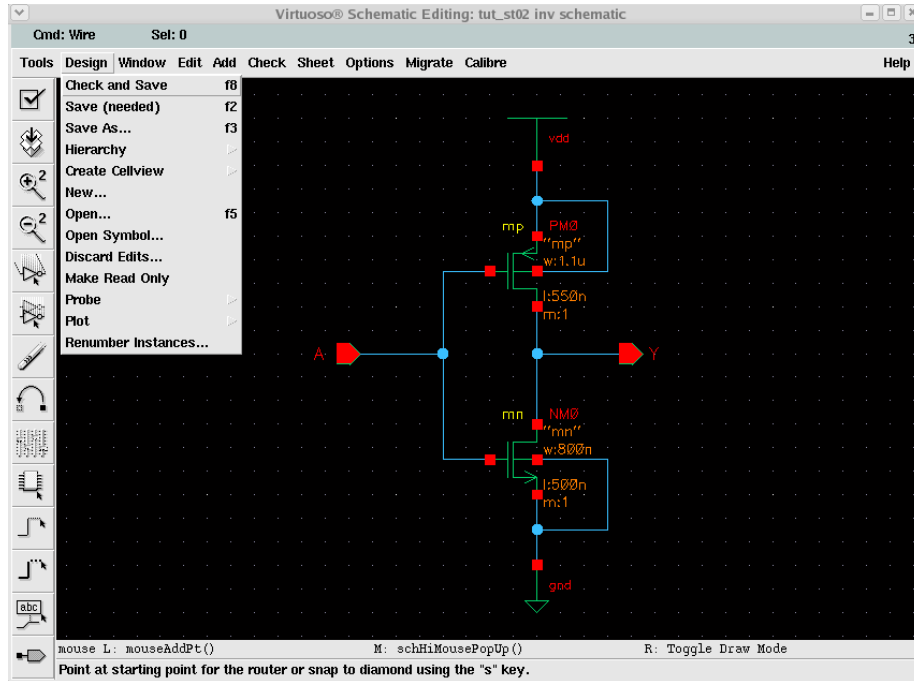 Virtuoso® Schematic Editing: tut_st02 inv schematic
Cmd: Wire Sel: 0
3
Tools Design Window Edit Add Check Sheet Options Migrate Calibre Help
Check and Save f8
Save (needed) f2
Save As... f3
Hierarchy
Create Cellview
New...
Open... f5
Open Symbol...
Discard Edits...
Make Read Only
Probe
Plot
Renumber Instances...
2
2
abc
vdd
mp PM0
"mp"
w:1.1u
l:550n
m:1
A Y
mn NM0
"mn"
w:800n
l:500n
m:1
gnd
mouse L: mouseAddPt() M: schHiMousePopUp() R: Toggle Draw Mode
Point at starting point for the router or snap to diamond using the "s" key.